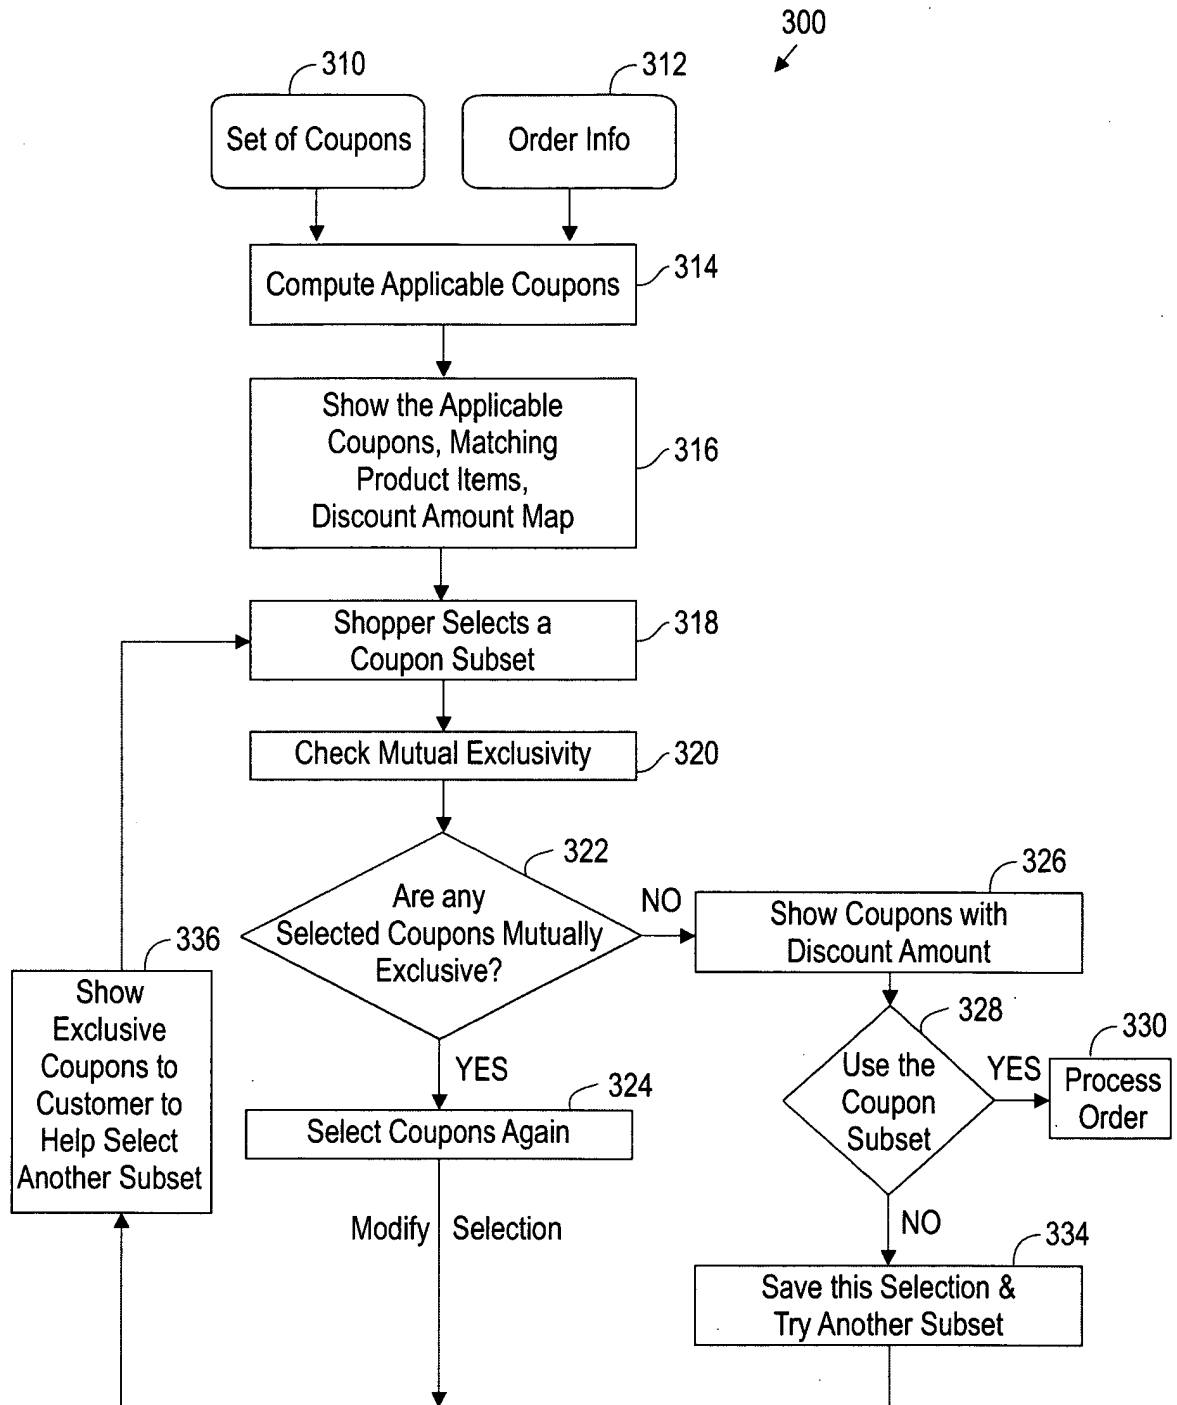 300
310
312
Set of Coupons
Order Info
Compute Applicable Coupons
314
Show the Applicable
Coupons, Matching
Product Items,
Discount Amount Map
316
Shopper Selects a
Coupon Subset
318
Check Mutual Exclusivity
320
322
Are any
Selected Coupons Mutually
Exclusive?
NO
326
Show Coupons with
Discount Amount
336
Show
Exclusive
Coupons to
Customer to
Help Select
Another Subset
YES
324
Select Coupons Again
328
Use the
Coupon
Subset
YES
330
Process
Order
Modify Selection
NO
334
Save this Selection &
Try Another Subset